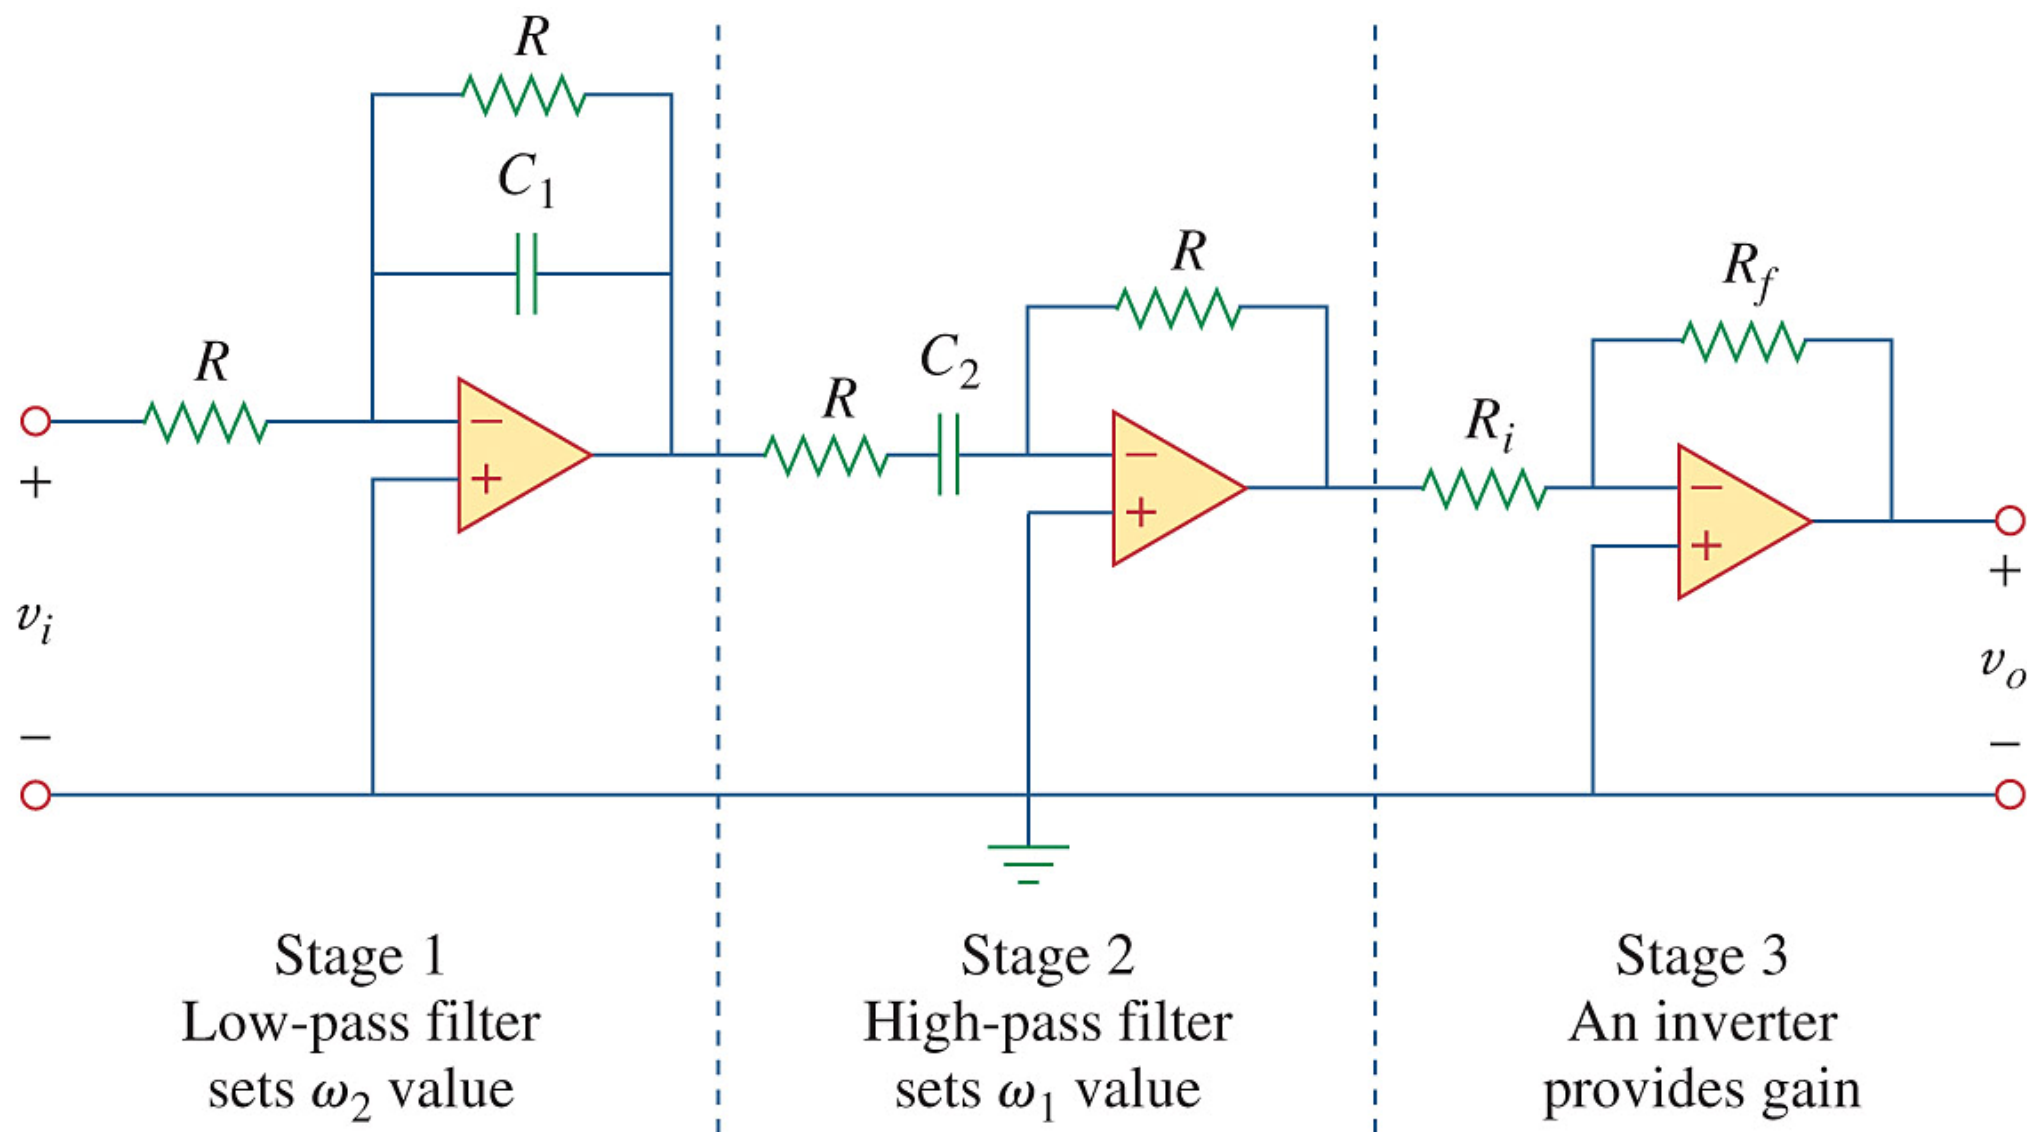 R
C1
R
R
C2
R
Rf
Ri
−
+
−
+
−
+
+
vi
−
+
vo
−
Stage 1
Low-pass filter
sets ω2 value
Stage 2
High-pass filter
sets ω1 value
Stage 3
An inverter
provides gain